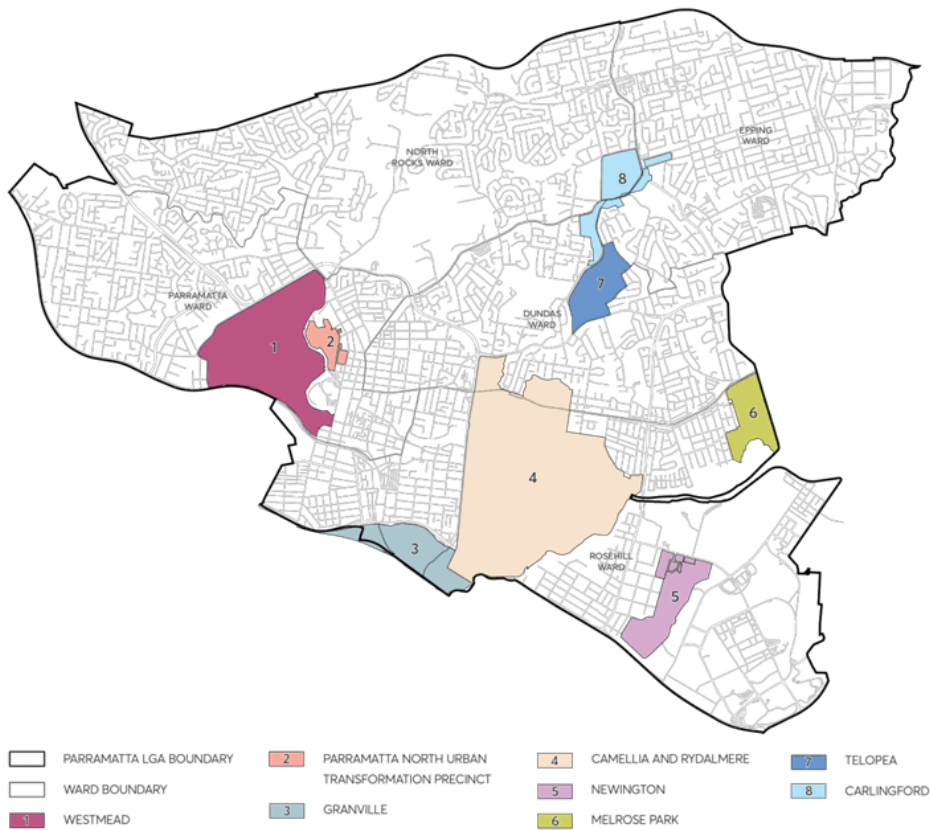 EPPING
WARD
NORTH
ROCKS WARD
8
7
PARRAMATTA
WARD
DUNDAS
WARD
1
2
6
4
3
ROSEHILL
WARD
5
PARRAMATTA LGA BOUNDARY
WARD BOUNDARY
1 WESTMEAD
2 PARRAMATTA NORTH URBAN
TRANSFORMATION PRECINCT
3 GRANVILLE
4 CAMELLIA AND RYDALMERE
5 NEWINGTON
6 MELROSE PARK
7 TELOPEA
8 CARLINGFORD